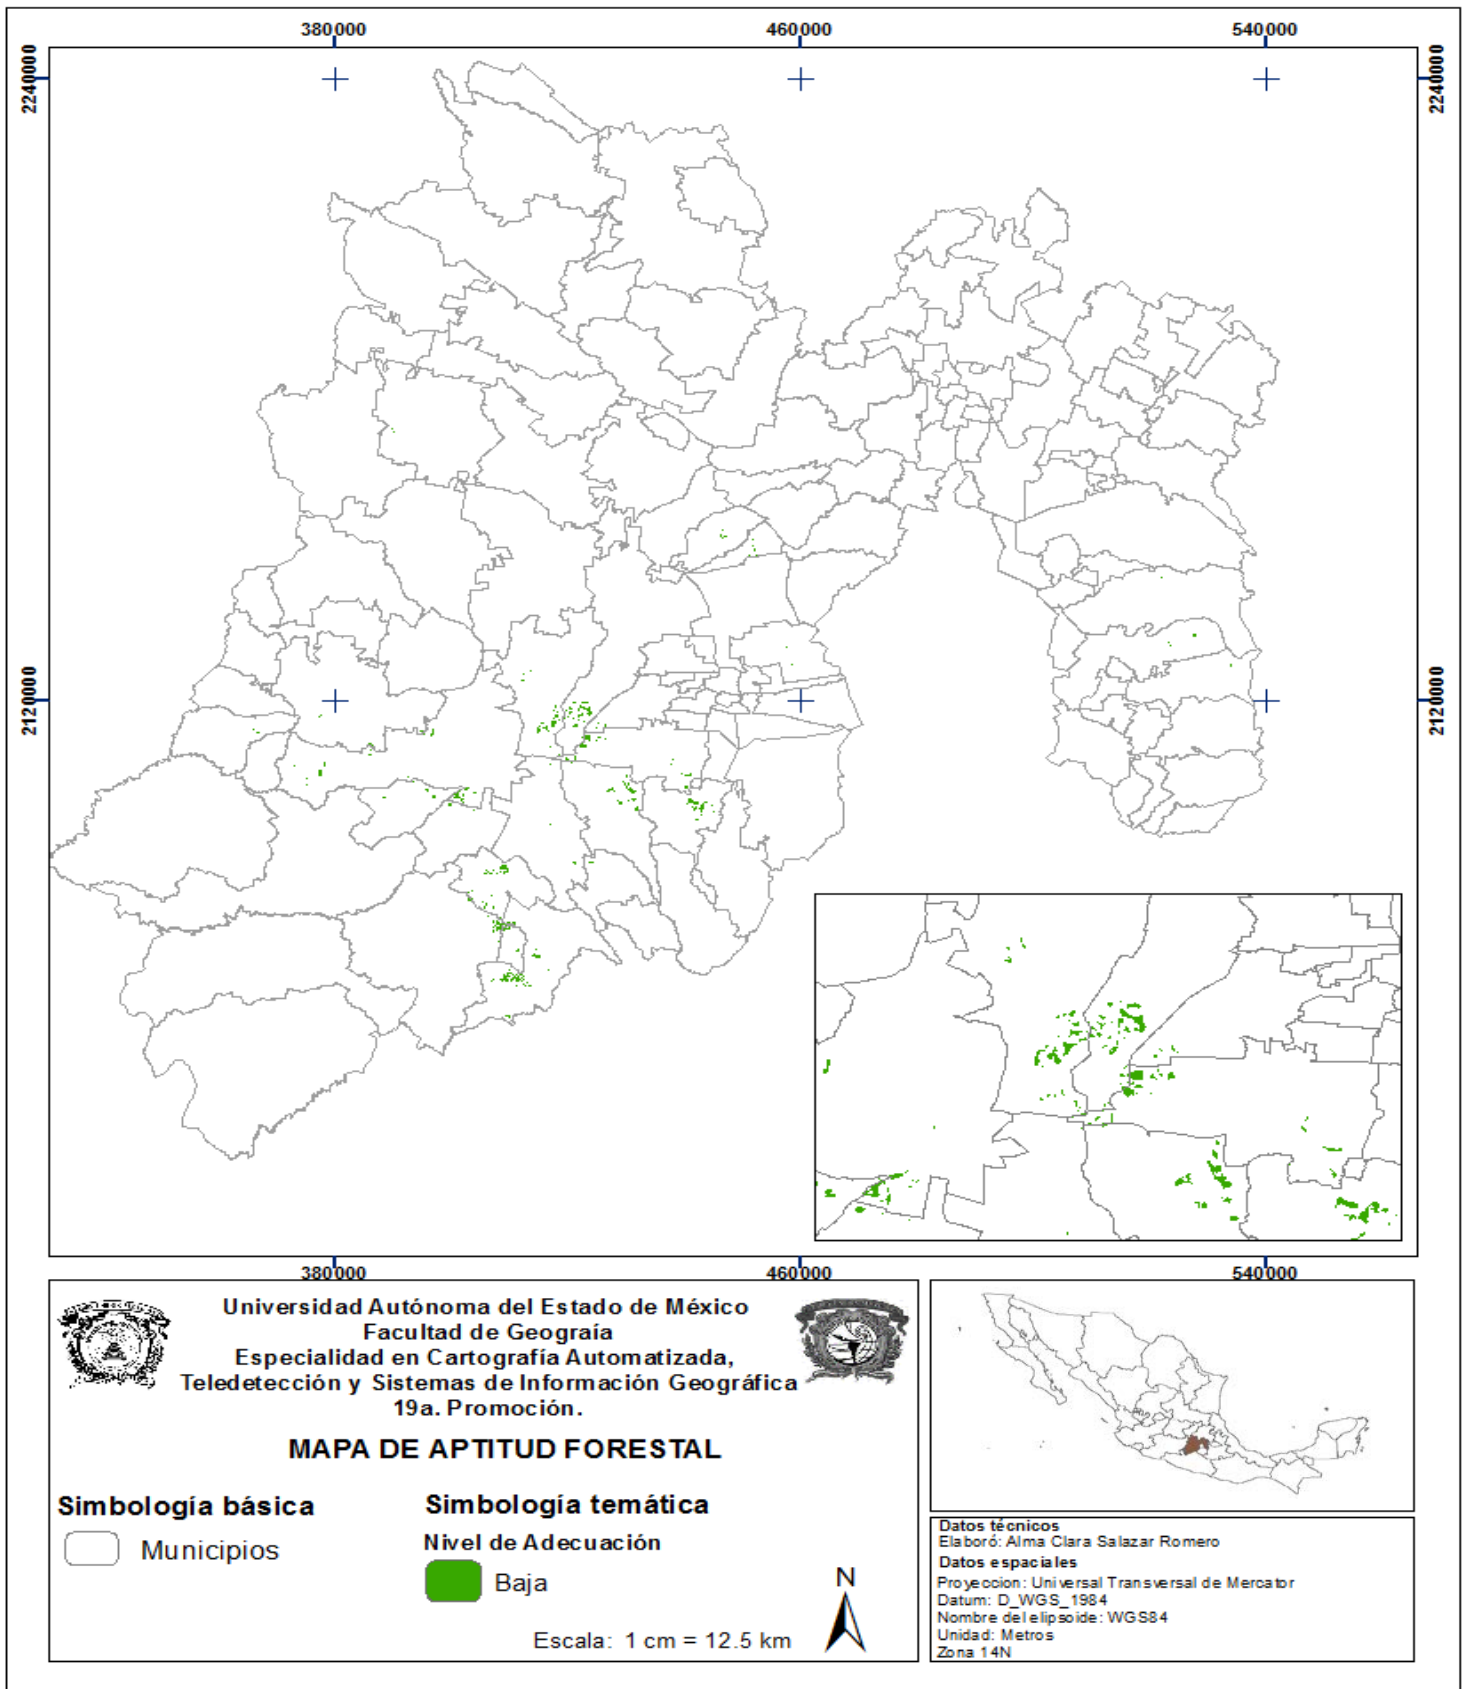 380000 460000 540000
2240000 2240000
2120000 2120000
380000 460000 540000
Universidad Autónoma del Estado de México
Facultad de Geograía
Especialidad en Cartografía Automatizada,
Teledetección y Sistemas de Información Geográfica
19a. Promoción.
MAPA DE APTITUD FORESTAL
Simbología básica
Municipios
Simbología temática
Nivel de Adecuación
Baja
Escala: 1 cm = 12.5 km
N
Datos técnicos
Elaboró: Alma Clara Salazar Romero
Datos espaciales
Proyeccion: Universal Transversal de Mercator
Datum: D_WGS_1984
Nombre del elipsoide: WGS84
Unidad: Metros
Zona 14N